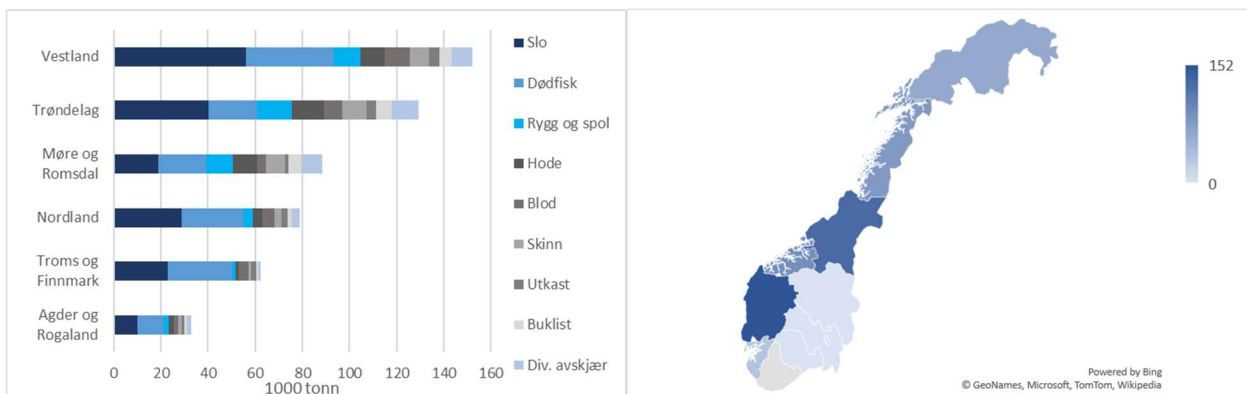 Vestland
Trøndelag
Møre og
Romsdal
Nordland
Troms og
Finnmark
Agder og
Rogaland
0 20 40 60 80 100 120 140 160
1000 tonn
Slo
Dødfisk
Rygg og spol
Hode
Blod
Skinn
Utkast
Buklist
Div. avskjær
152
0
Powered by Bing
© GeoNames, Microsoft, TomTom, Wikipedia